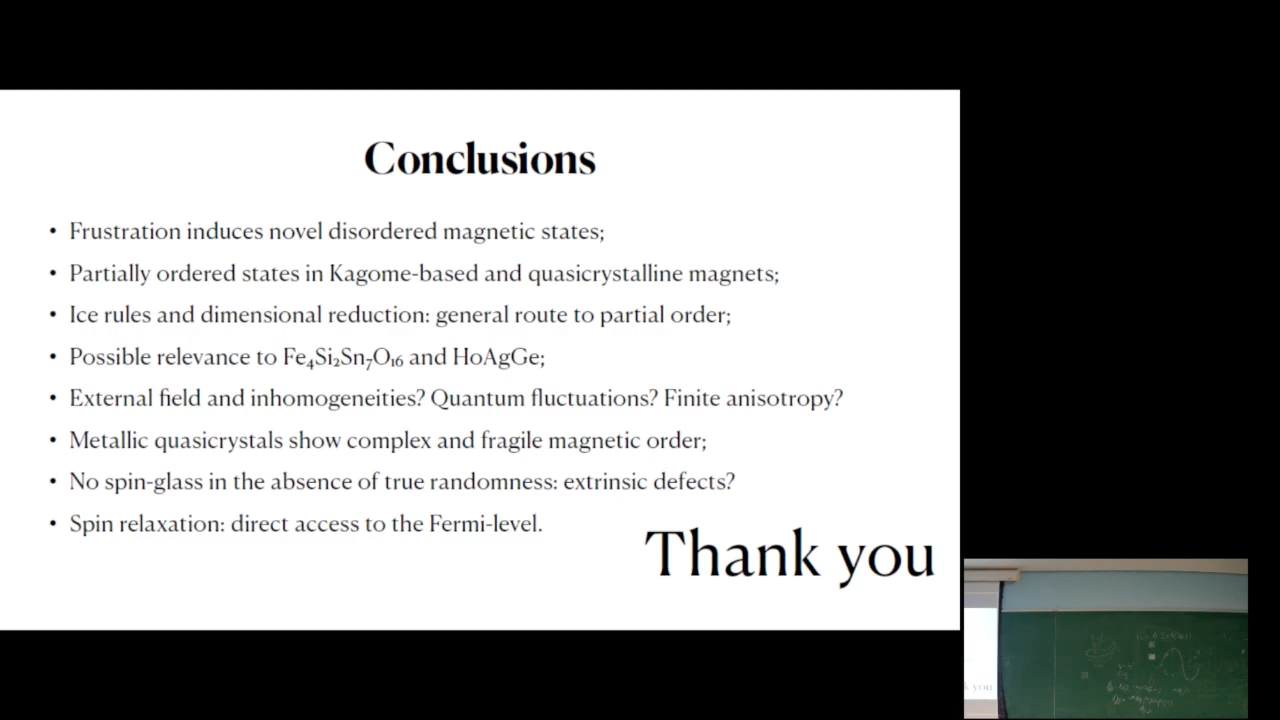 Conclusions
• Frustration induces novel disordered magnetic states;
• Partially ordered states in Kagome-based and quasicrystalline magnets;
• Ice rules and dimensional reduction: general route to partial order;
• Possible relevance to Fe₄Si₂Sn₇O₁₆ and HoAgGe;
• External field and inhomogeneities? Quantum fluctuations? Finite anisotropy?
• Metallic quasicrystals show complex and fragile magnetic order;
• No spin-glass in the absence of true randomness: extrinsic defects?
• Spin relaxation: direct access to the Fermi-level.
Thank you
k you